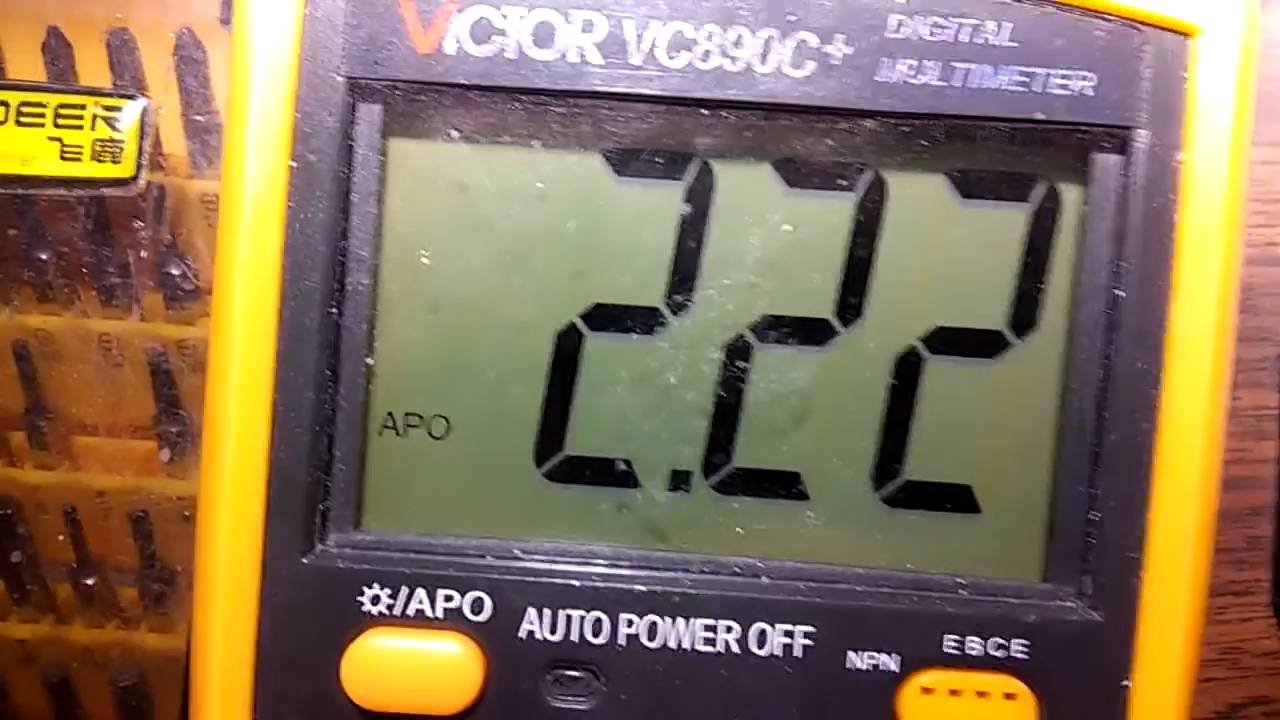 VICTOR VC890C+
DIGITAL
MULTIMETER
DEER
飞鹿
2.22
APO
☼/APO
AUTO POWER OFF
NPN
EBCE